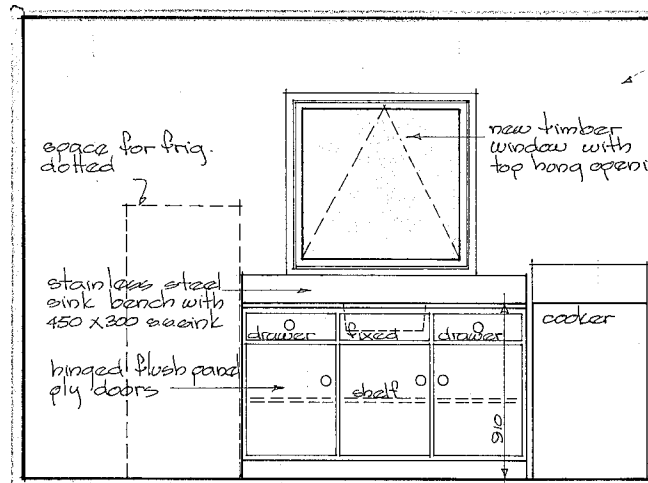 space for frig.
dotted
new timber
window with
top hong openi
stainless steel
sink bench with
450 x 300 sssink
drawer
fixed
drawer
cooker
hinged flush panel
ply doors
shelf
910